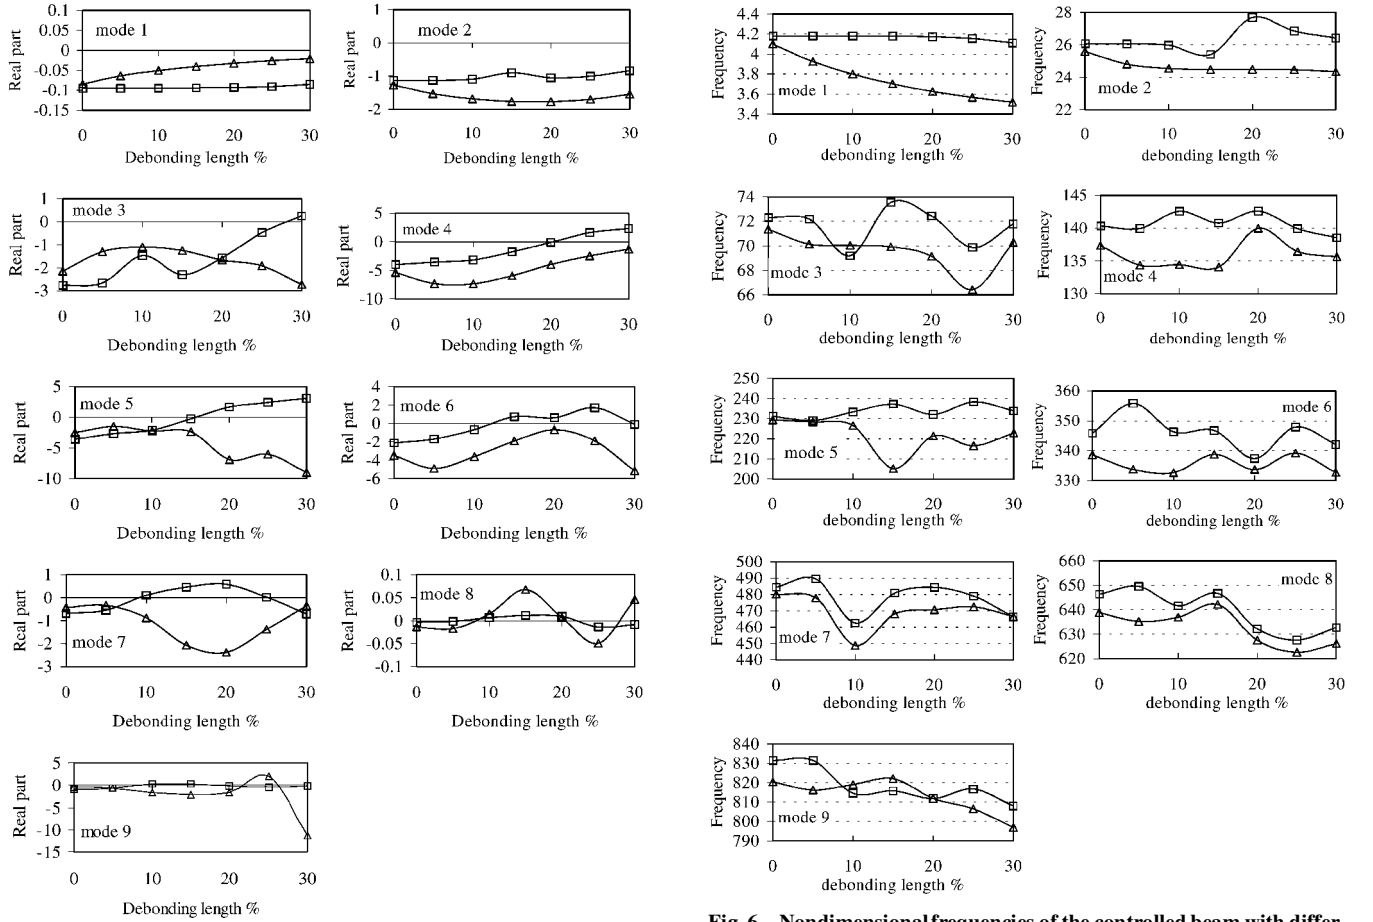 0.1
0.05
0
-0.05
-0.1
-0.15
Real part
mode 1
0 10 20 30
Debonding length %
1
0
-1
-2
Real part
mode 2
0 10 20 30
Debonding length %
1
0
-1
-2
-3
Real part
mode 3
0 10 20 30
Debonding length %
5
0
-5
-10
Real part
mode 4
0 10 20 30
Debonding length %
5
0
-5
-10
Real part
mode 5
0 10 20 30
Debonding length %
4
2
0
-2
-4
-6
Real part
mode 6
0 10 20 30
Debonding length %
1
0
-1
-2
-3
Real part
mode 7
0 10 20 30
Debonding length %
0.1
0.05
0
-0.05
-0.1
Real part
mode 8
0 10 20 30
Debonding length %
5
0
-5
-10
-15
Real part
mode 9
0 10 20 30
Debonding length %
4.4
4.2
4
3.8
3.6
3.4
Frequency
mode 1
0 10 20 30
debonding length %
28
26
24
22
Frequency
mode 2
0 10 20 30
debonding length %
74
72
70
68
66
Frequency
mode 3
0 10 20 30
debonding length %
145
140
135
130
Frequency
mode 4
0 10 20 30
debonding length %
250
240
230
220
210
200
Frequency
mode 5
0 10 20 30
debonding length %
360
350
340
330
Frequency
mode 6
0 10 20 30
debonding length %
500
490
480
470
460
450
440
Frequency
mode 7
0 10 20 30
debonding length %
660
650
640
630
620
Frequency
mode 8
0 10 20 30
debonding length %
840
830
820
810
800
790
Frequency
mode 9
0 10 20 30
debonding length %
Fig. 6 Nondimensional frequencies of the controlled beam with differ-